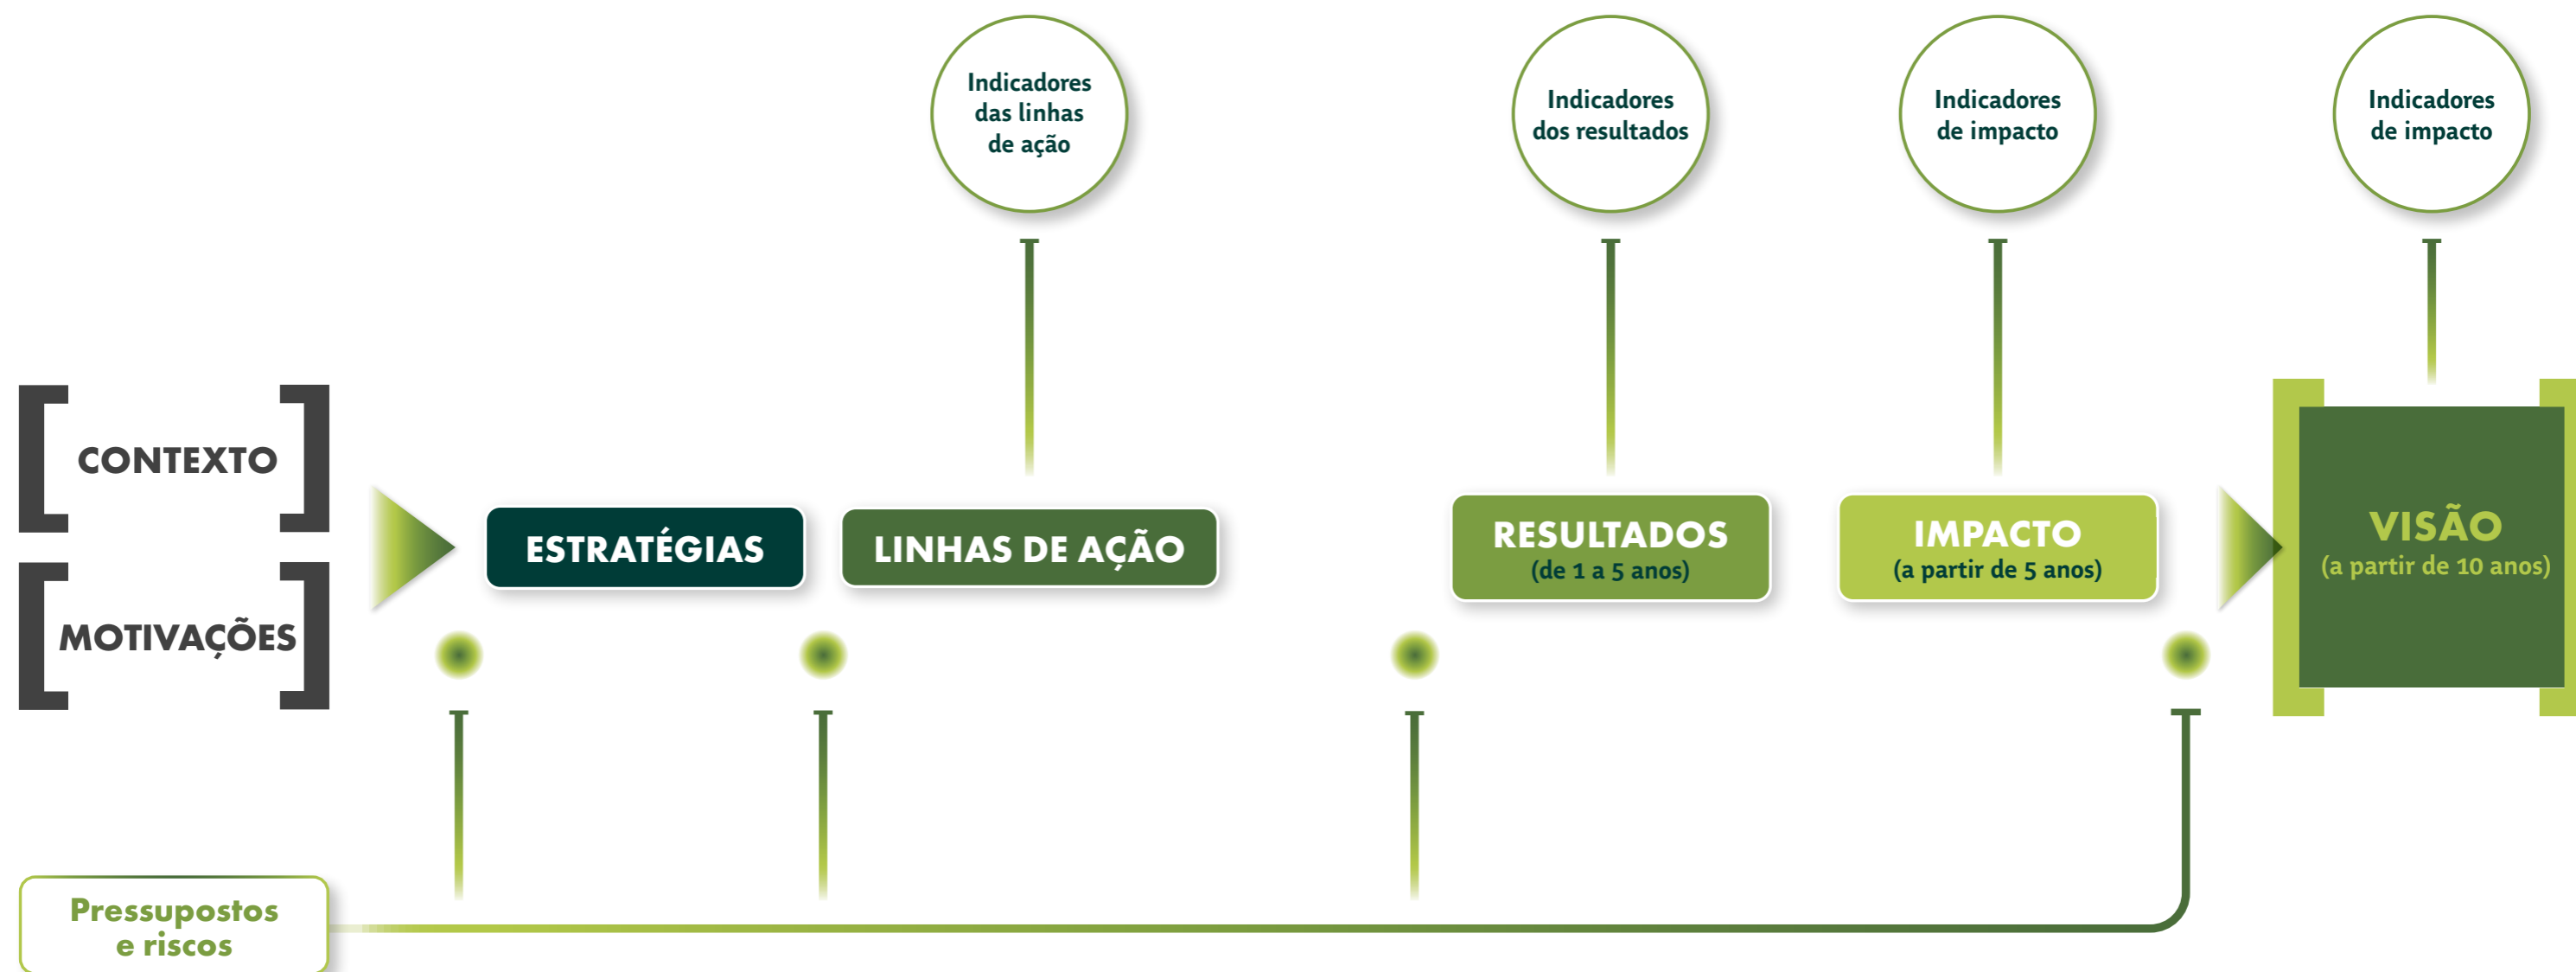 Indicadores
das linhas
de ação
Indicadores
dos resultados
Indicadores
de impacto
Indicadores
de impacto
CONTEXTO
MOTIVAÇÕES
ESTRATÉGIAS
LINHAS DE AÇÃO
RESULTADOS
(de 1 a 5 anos)
IMPACTO
(a partir de 5 anos)
VISÃO
(a partir de 10 anos)
Pressupostos
e riscos